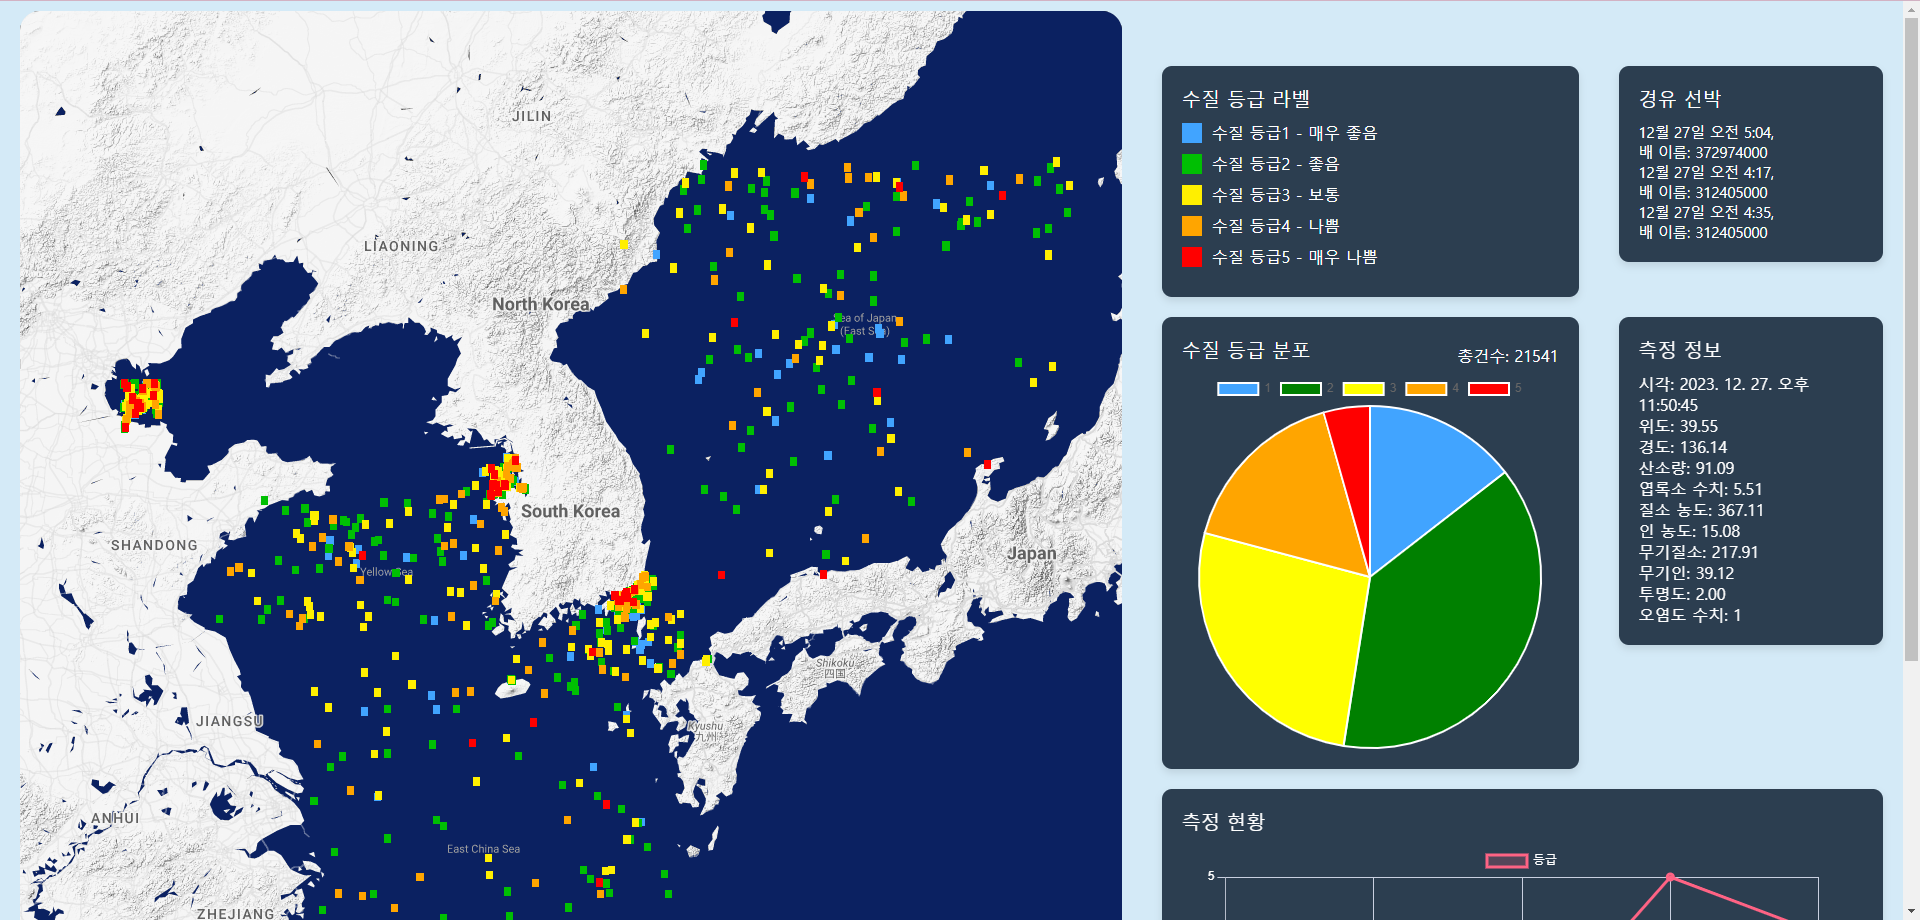 JILIN
LIAONING
North Korea
Sea of Japan
(East Sea)
South Korea
SHANDONG
Yellow Sea
Japan
Shikoku
四国
JIANGSU
Kyushu
九州
ANHUI
East China Sea
ZHEJIANG
수질 등급 라벨
수질 등급1 - 매우 좋음
수질 등급2 - 좋음
수질 등급3 - 보통
수질 등급4 - 나쁨
수질 등급5 - 매우 나쁨
경유 선박
12월 27일 오전 5:04,
배 이름: 372974000
12월 27일 오전 4:17,
배 이름: 312405000
12월 27일 오전 4:35,
배 이름: 312405000
수질 등급 분포
총건수: 21541
1 2 3 4 5
측정 정보
시각: 2023. 12. 27. 오후
11:50:45
위도: 39.55
경도: 136.14
산소량: 91.09
엽록소 수치: 5.51
질소 농도: 367.11
인 농도: 15.08
무기질소: 217.91
무기인: 39.12
투명도: 2.00
오염도 수치: 1
측정 현황
등급
5